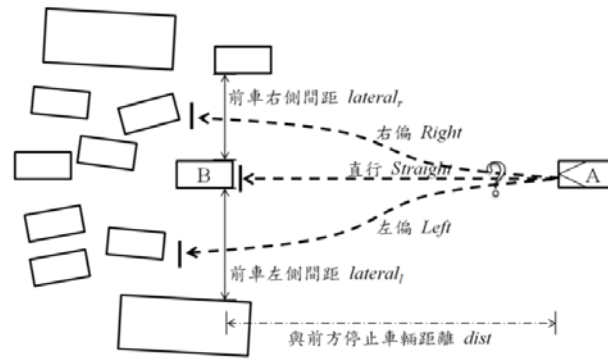 前車右側間距 lateral_r
右偏 Right
B
直行 Straight
?
A
左偏 Left
前車左側間距 lateral_l
與前方停止車輛距離 dist